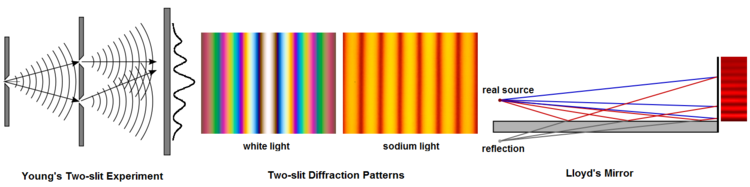 real source
white light
sodium light
reflection
Young's Two-slit Experiment
Two-slit Diffraction Patterns
Lloyd's Mirror